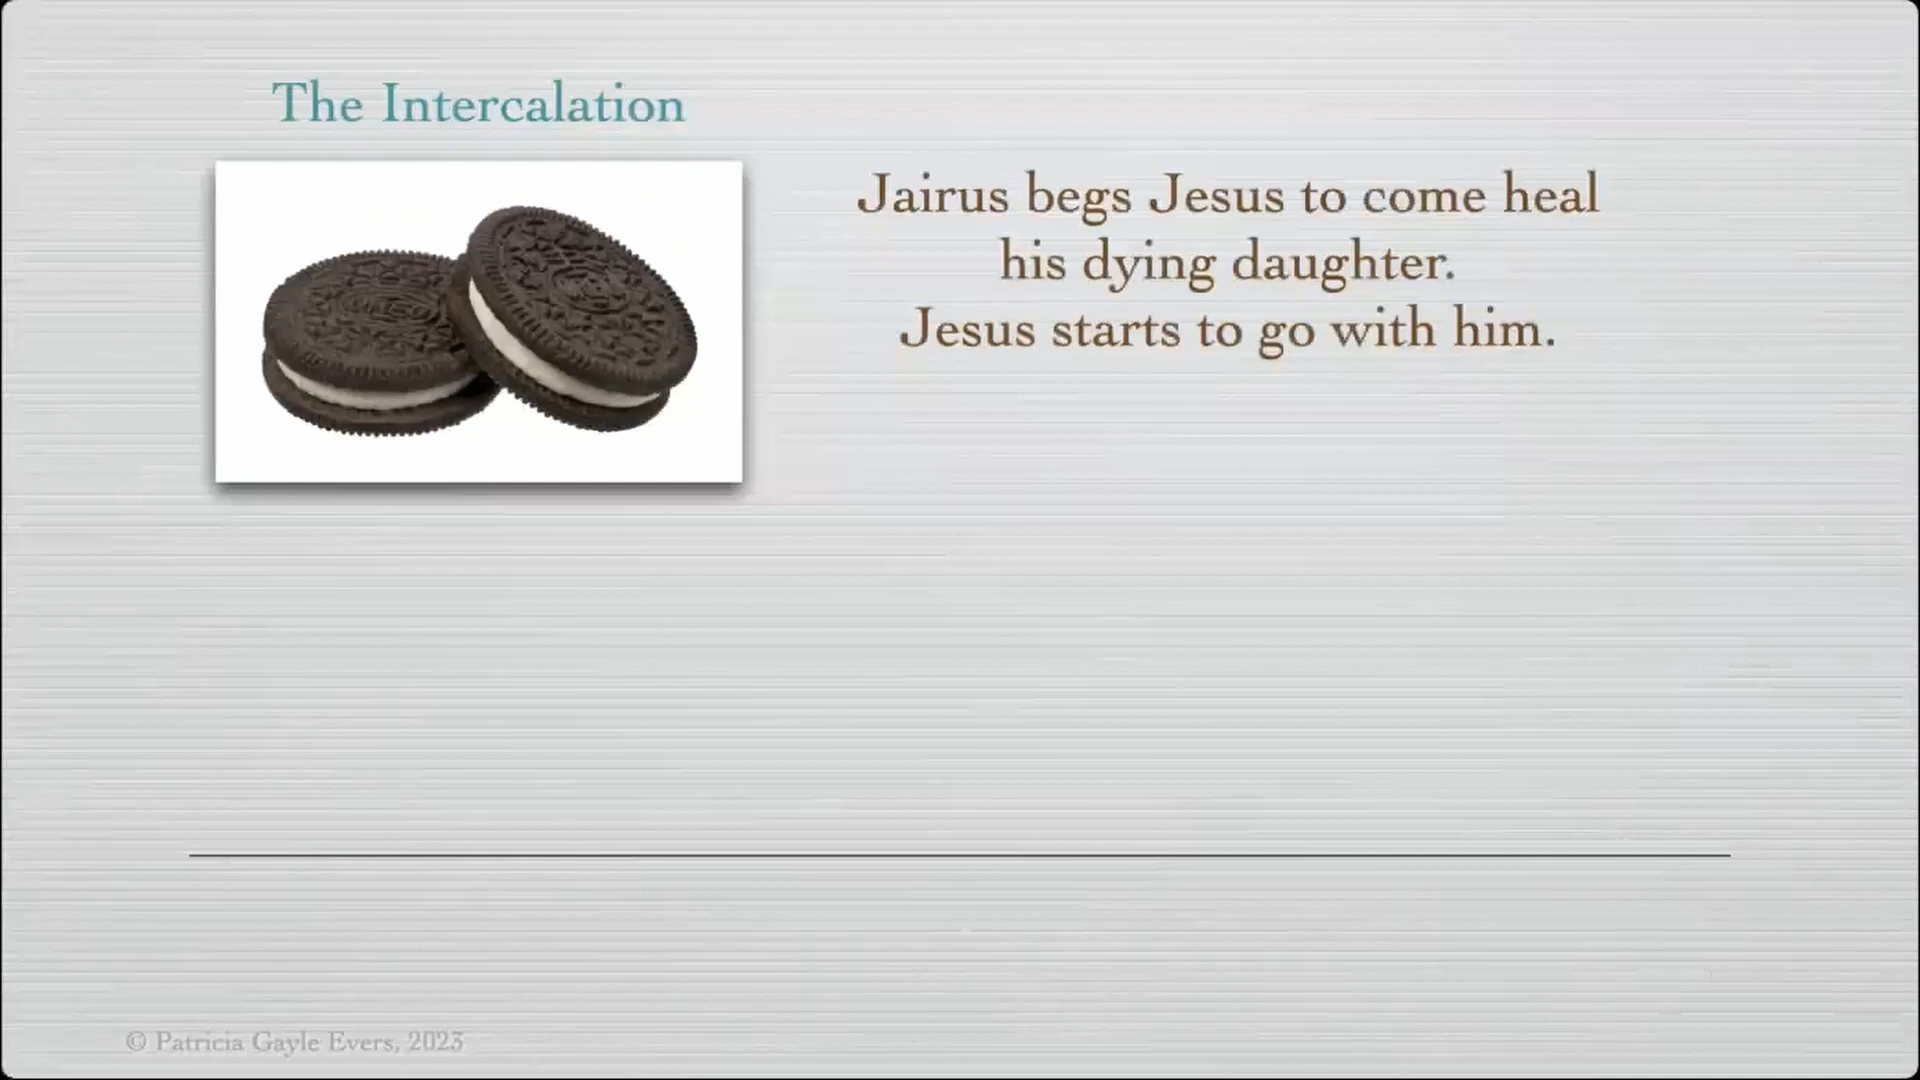 The Intercalation
Jairus begs Jesus to come heal
his dying daughter.
Jesus starts to go with him.
© Patricia Gayle Evers, 2023